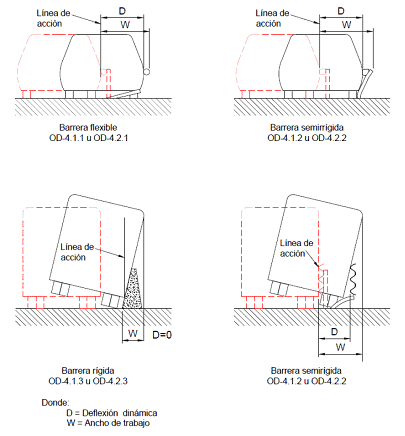 Línea de
acción
D
W
Línea de
acción
D
W
Barrera flexible
OD-4.1.1 u OD-4.2.1
Barrera semirrigida
OD-4.1.2 u OD-4.2.2
Línea de
acción
W
D=0
Línea de
acción
D
W
Barrera rígida
OD-4.1.3 u OD-4.2.3
Barrera semirígida
OD-4.1.2 u OD-4.2.2
Donde:
D = Deflexión dinámica
W = Ancho de trabajo